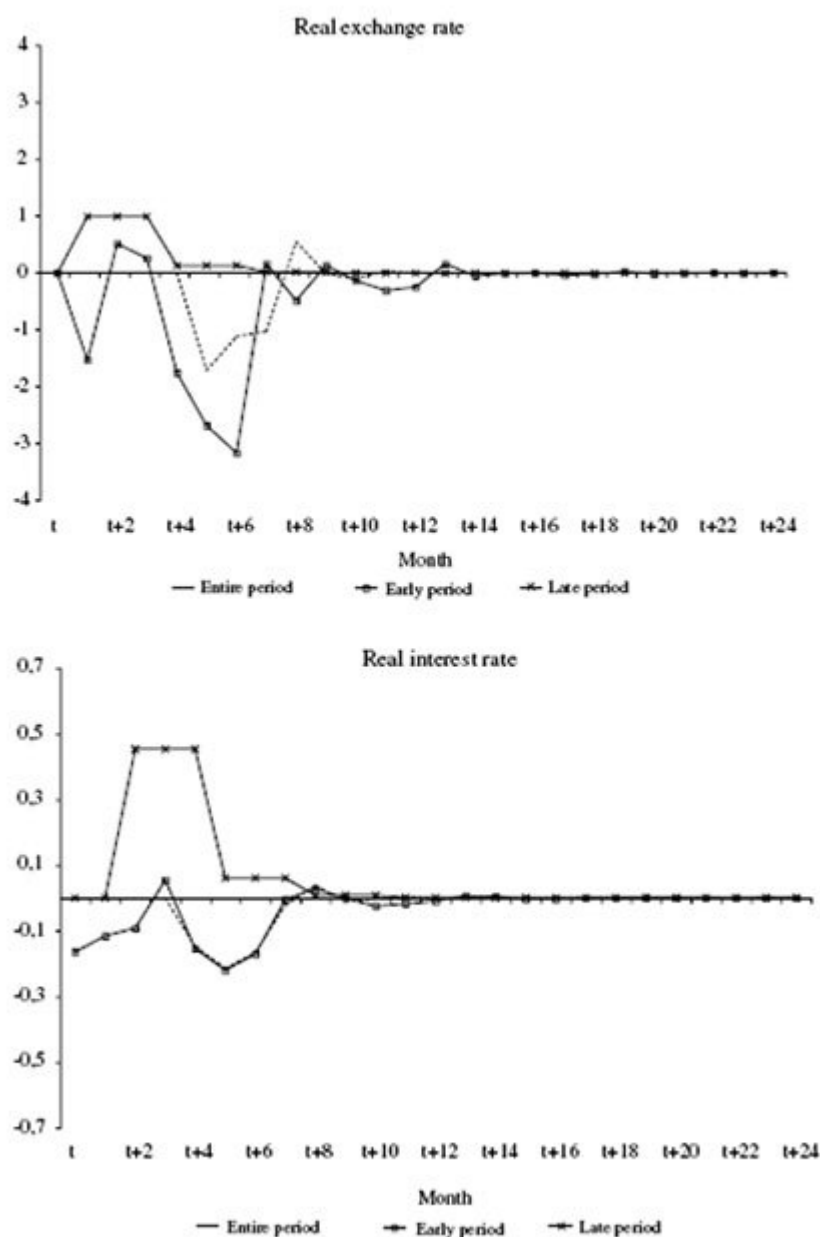 Real exchange rate
4
3
2
1
0
-1
-2
-3
-4
t t+2 t+4 t+6 t+8 t+10 t+12 t+14 t+16 t+18 t+20 t+22 t+24
Month
Entire period Early period Late period
Real interest rate
0,7
0,5
0,3
0,1
-0,1
-0,3
-0,5
-0,7
t t+2 t+4 t+6 t+8 t+10 t+12 t+14 t+16 t+18 t+20 t+22 t+24
Month
Entire period Early period Late period